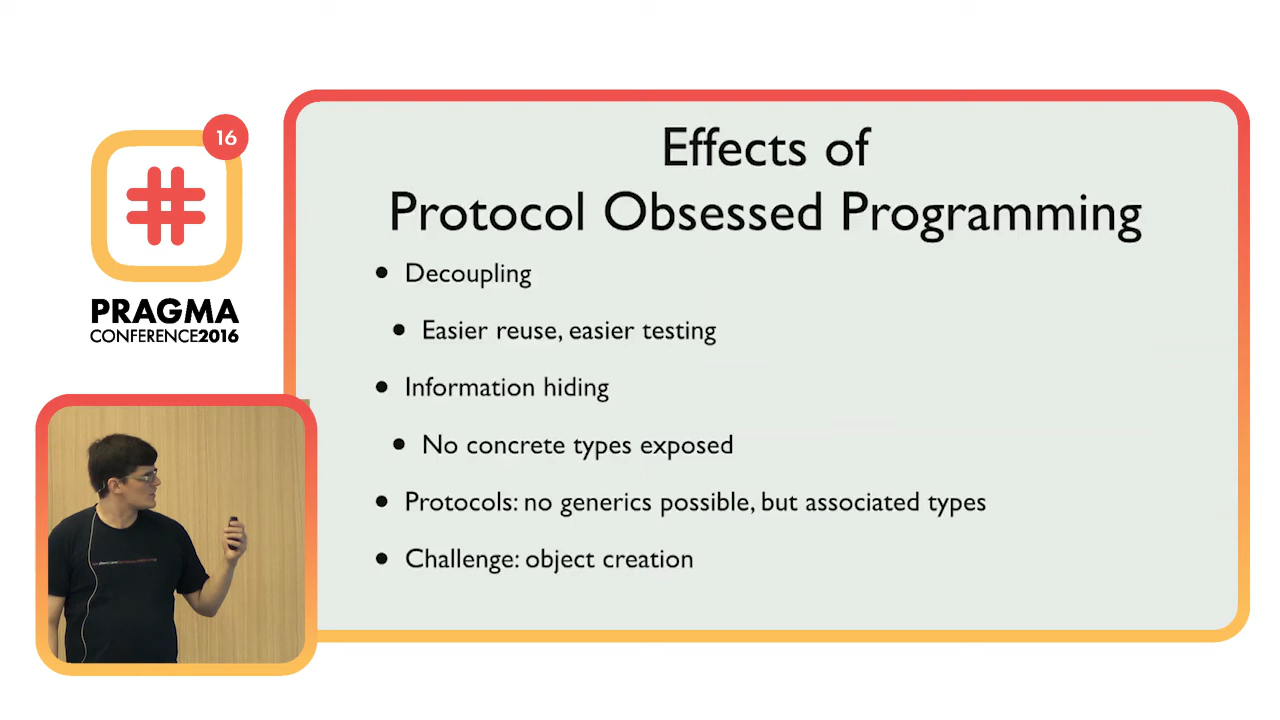 16
PRAGMA
CONFERENCE2016
Effects of
Protocol Obsessed Programming
• Decoupling
• Easier reuse, easier testing
• Information hiding
• No concrete types exposed
• Protocols: no generics possible, but associated types
• Challenge: object creation